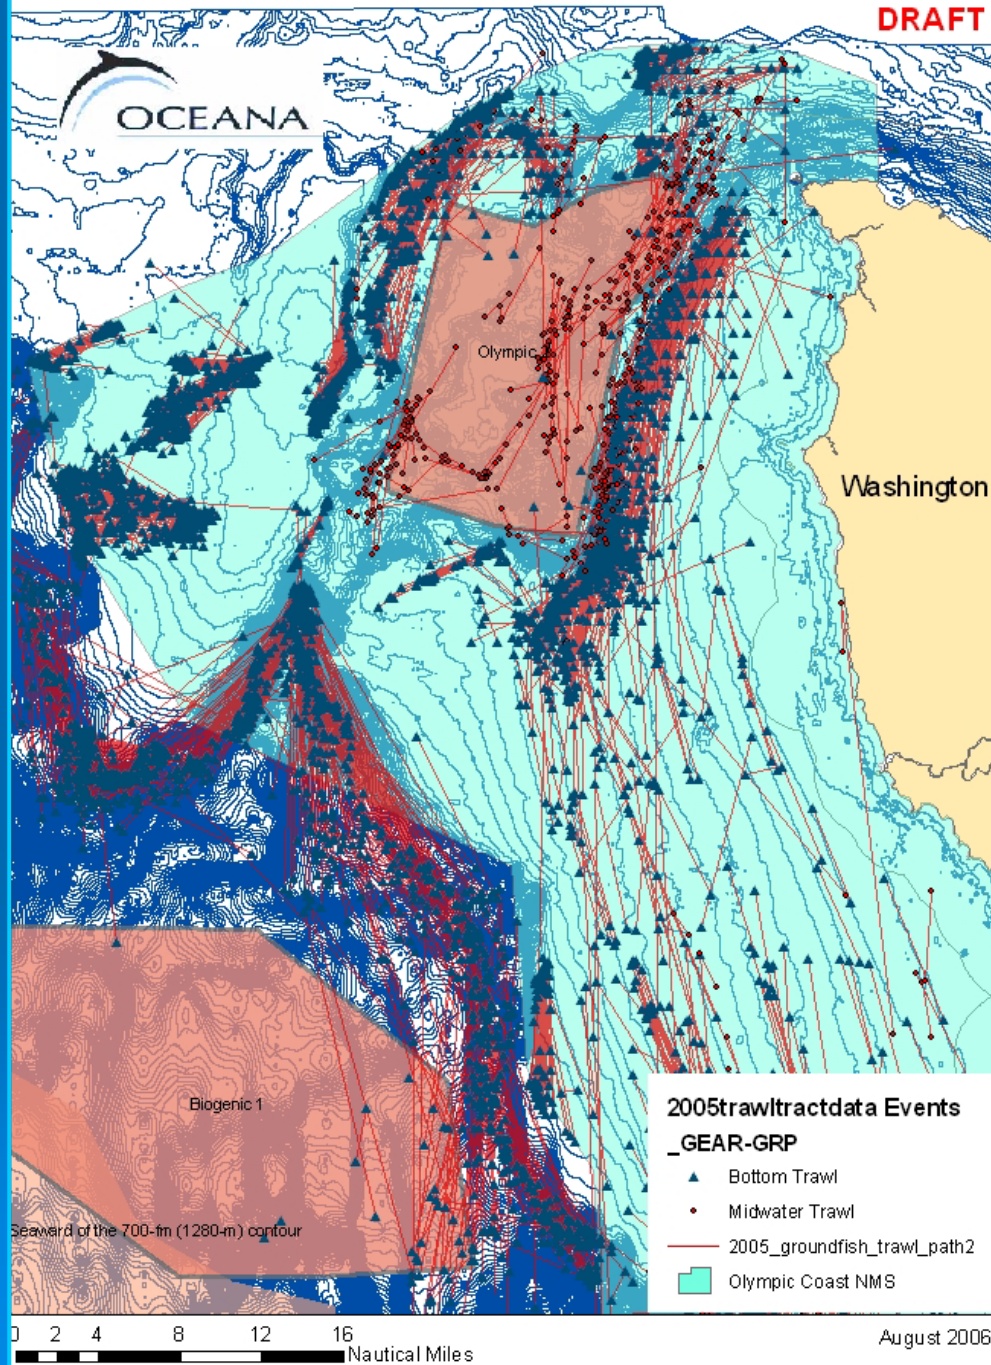 DRAFT
OCEANA
Olympic
Washington
Biogenic 1
Seaward of the 700-fm (1280-m) contour
2005trawltractdata Events
_GEAR-GRP
Bottom Trawl
Midwater Trawl
2005_groundfish_trawl_path2
Olympic Coast NMS
0 2 4 8 12 16
Nautical Miles
August 2006